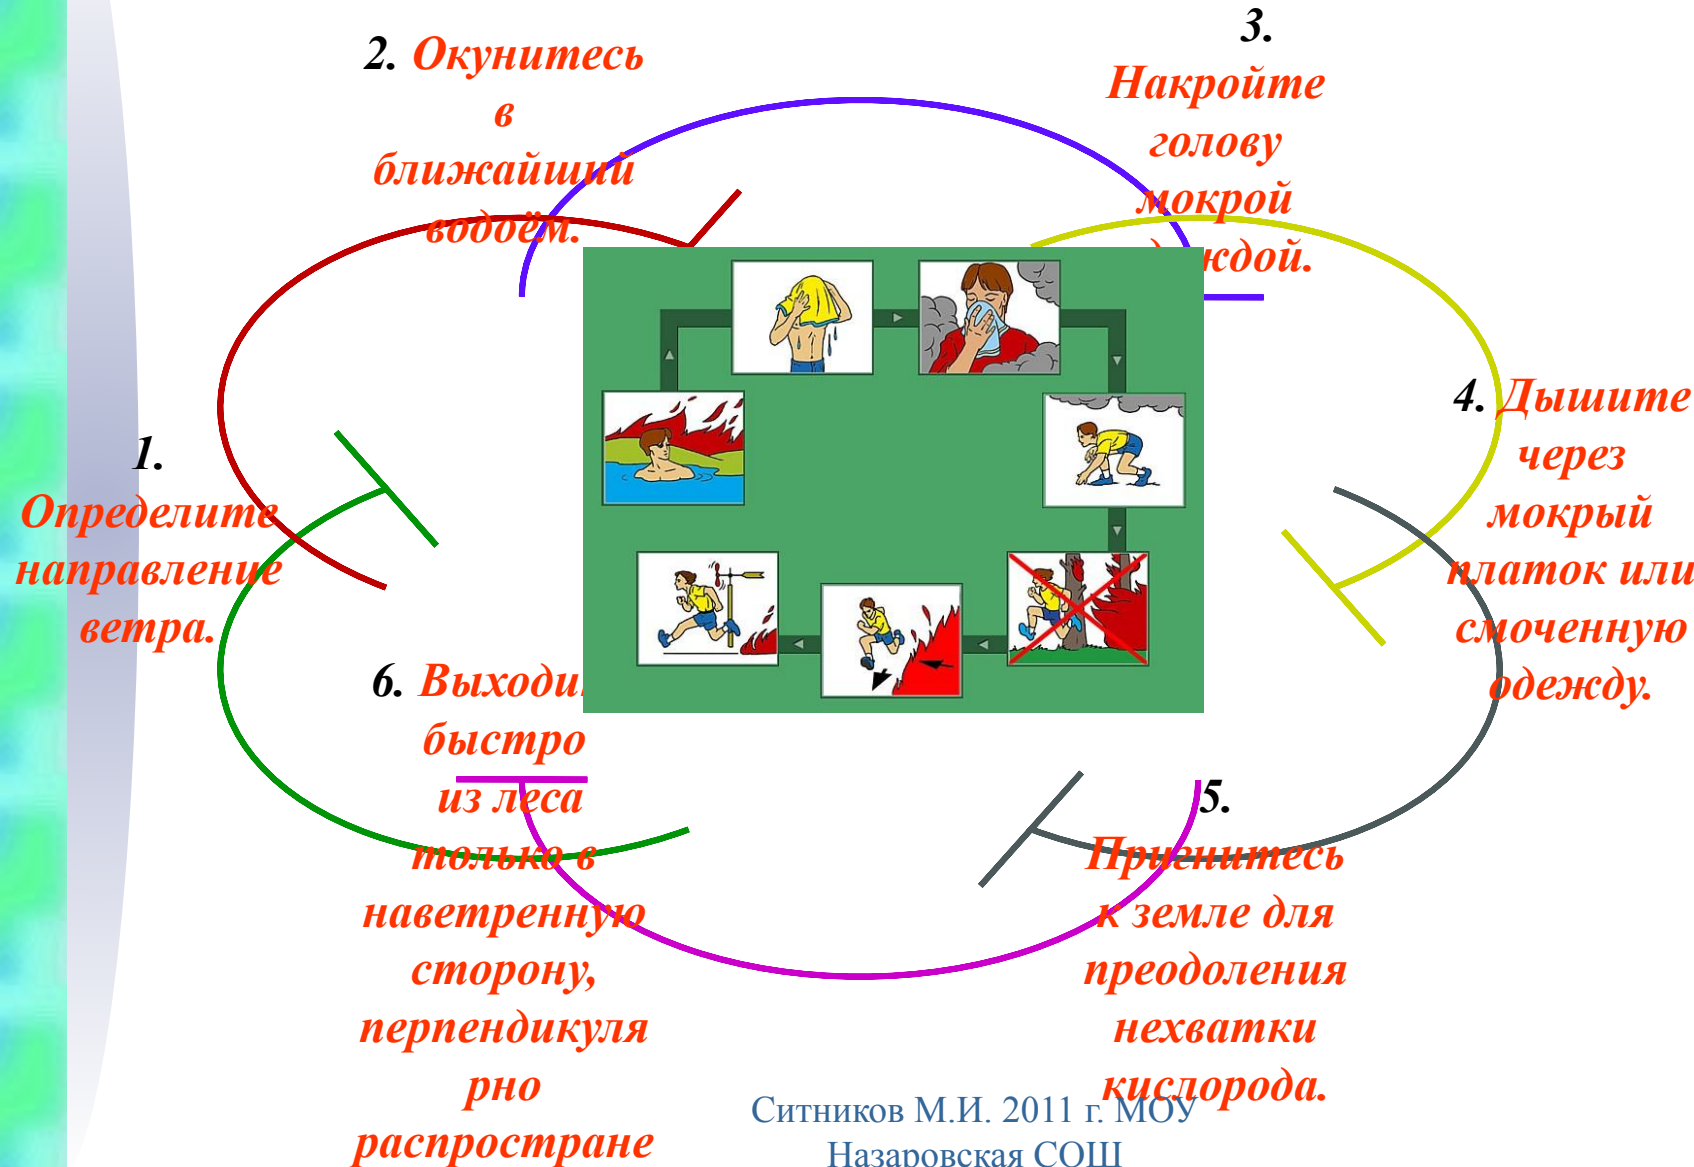 1.
Определите
направление
ветра.
2. Окунитесь
в
ближайший
водоём.
3.
Накройте
голову
мокрой
ждой.
4. Дышите
через
мокрый
платок или
смоченную
одежду.
5.
Пригнитесь
к земле для
преодоления
нехватки
кислорода.
6. Выходи
быстро
из леса
только в
наветренную
сторону,
перпендикуля
рно
распростране
Ситников М.И. 2011 г. МОУ
Назаровская СОШ